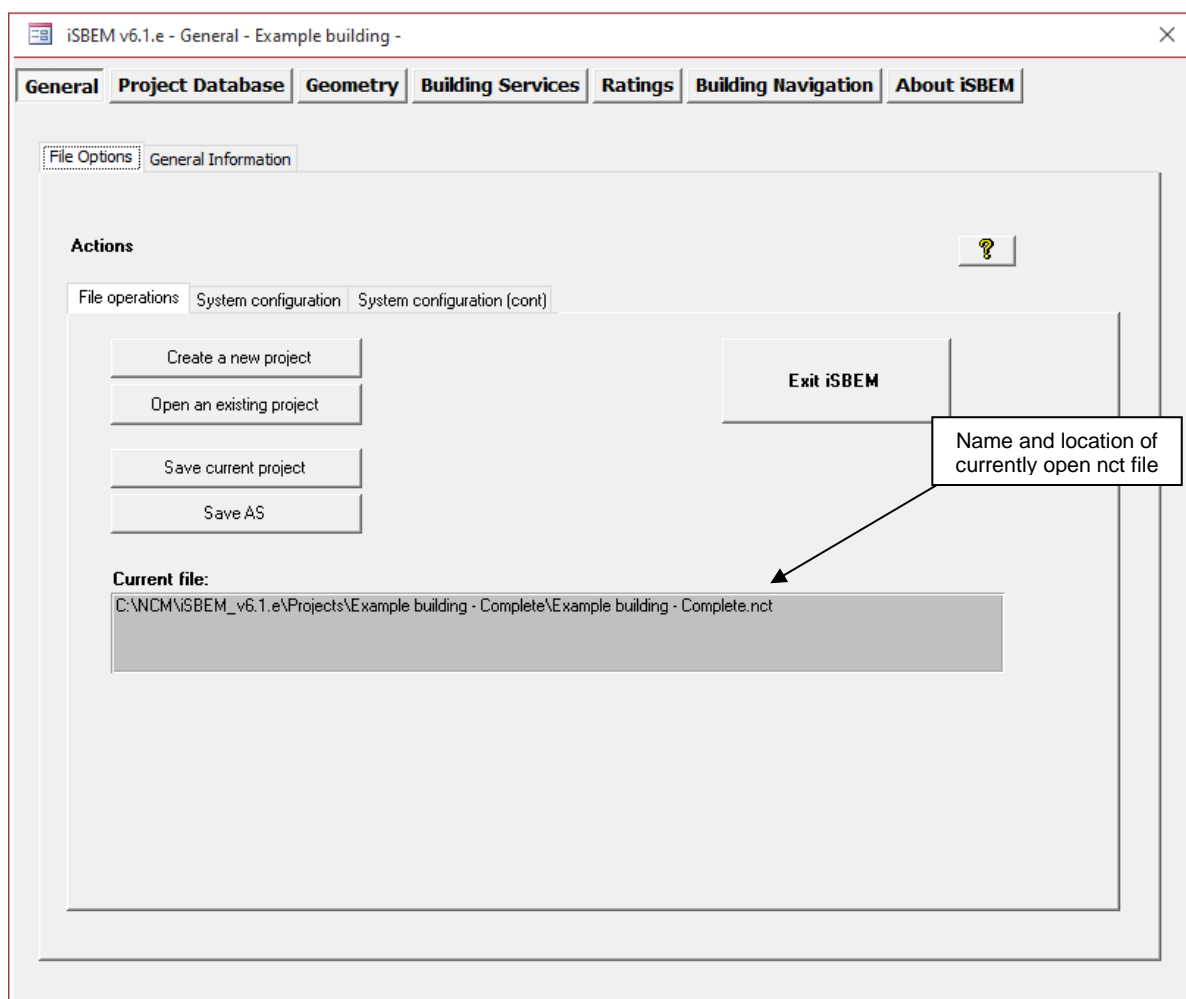 iSBEM v6.1.e - General - Example building -
General Project Database Geometry Building Services Ratings Building Navigation About iSBEM
File Options General Information
Actions
?
File operations System configuration System configuration (cont)
Create a new project
Exit iSBEM
Open an existing project
Name and location of
currently open nct file
Save current project
Save AS
Current file:
C:\NCM\iSBEM_v6.1.e\Projects\Example building - Complete\Example building - Complete.nct